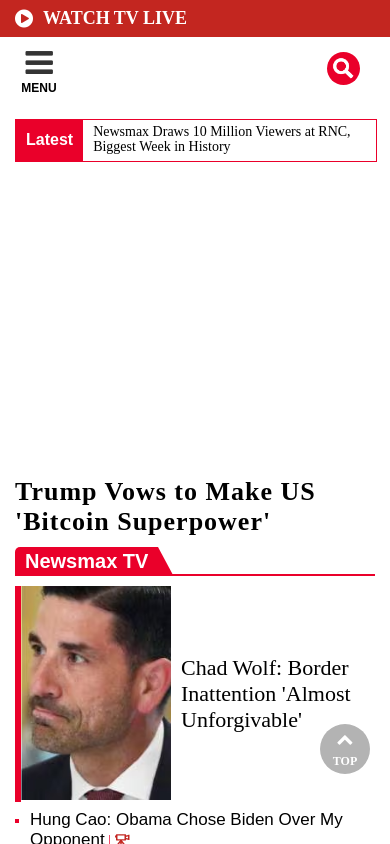 WATCH TV LIVE
MENU
Latest
Newsmax Draws 10 Million Viewers at RNC,
Biggest Week in History
Trump Vows to Make US
'Bitcoin Superpower'
Newsmax TV
Chad Wolf: Border
Inattention 'Almost
Unforgivable'
TOP
Hung Cao: Obama Chose Biden Over My
Opponent |